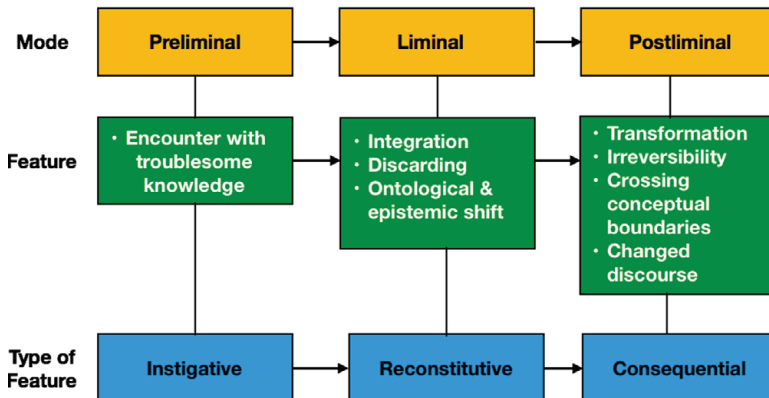 Mode
Preliminal
Liminal
Postliminal
Feature
• Encounter with
troublesome
knowledge
• Integration
• Discarding
• Ontological &
epistemic shift
• Transformation
• Irreversibility
• Crossing
conceptual
boundaries
• Changed
discourse
Type of
Feature
Instigative
Reconstitutive
Consequential